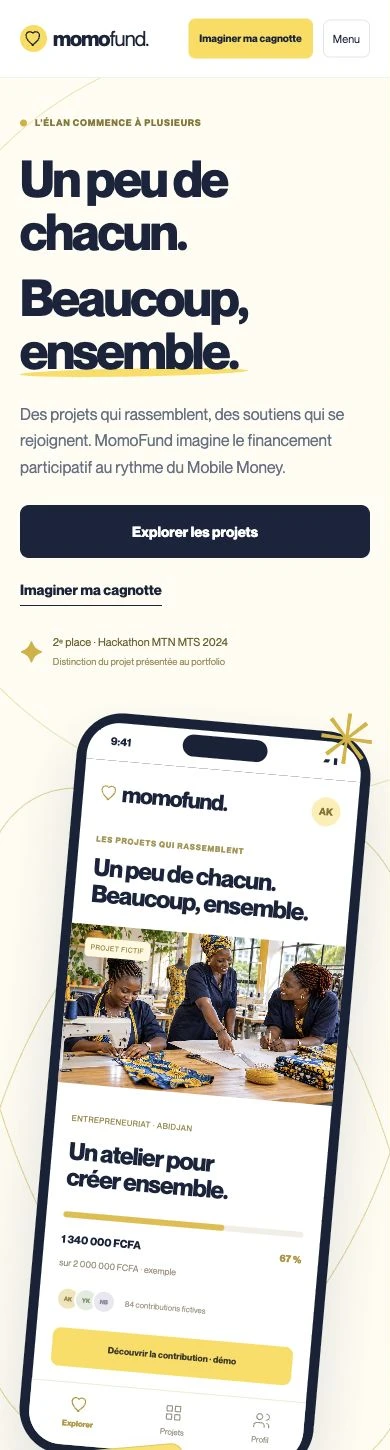 momofund.
Imaginer ma cagnotte
Menu
L'ÉLAN COMMENCE À PLUSIEURS
Un peu de
chacun.
Beaucoup,
ensemble.
Des projets qui rassemblent, des soutiens qui se
rejoignent. MomoFund imagine le financement
participatif au rythme du Mobile Money.
Explorer les projets
Imaginer ma cagnotte
2e place · Hackathon MTN MTS 2024
Distinction du projet présentée au portfolio
9:41
momofund.
AK
LES PROJETS QUI RASSEMBLENT
Un peu de chacun.
Beaucoup, ensemble.
PROJET FICTIF
ENTREPRENEURIAT · ABIDJAN
Un atelier pour
créer ensemble.
1 340 000 FCFA
67 %
sur 2 000 000 FCFA · exemple
AK YK NB
84 contributions fictives
Découvrir la contribution · démo
Explorer
Projets
Profil